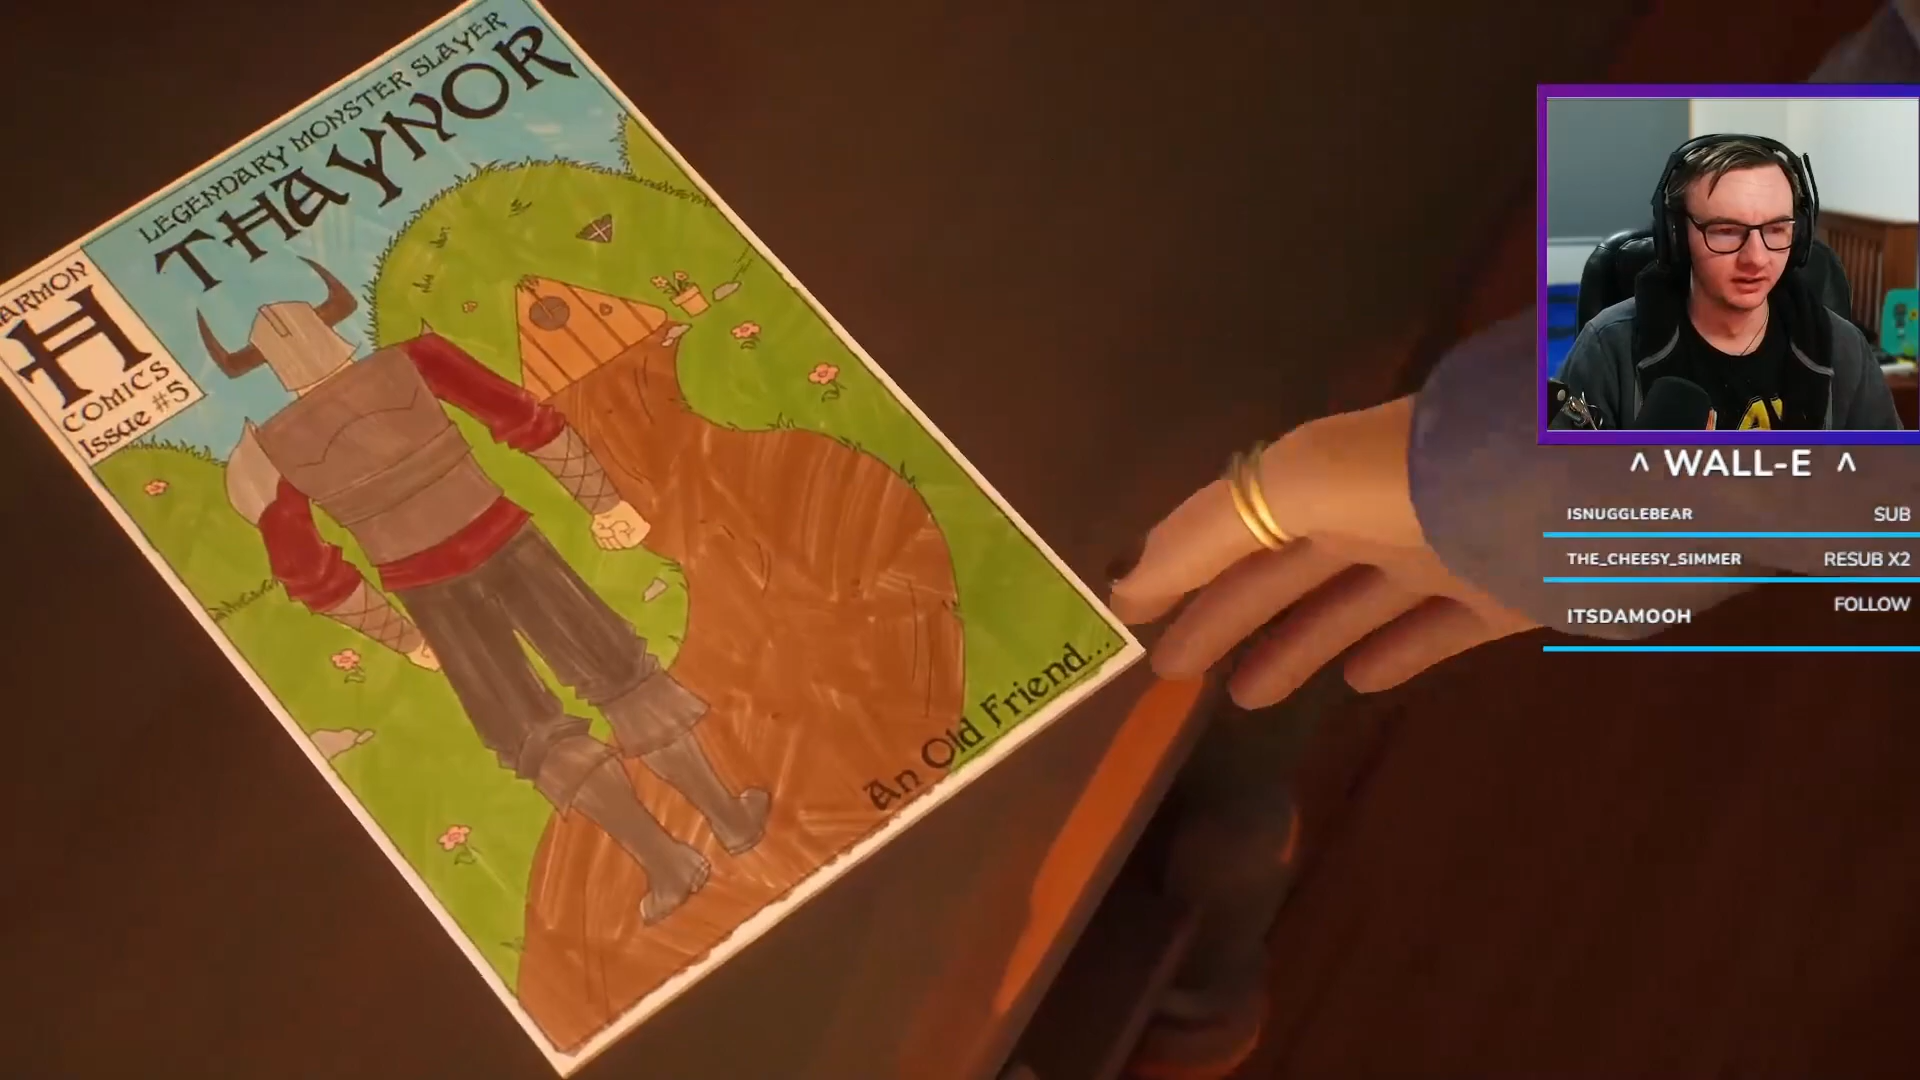 LEGENDARY MONSTER SLAYER
THAYNOR
ARMON
H
COMICS
Issue #5
An Old Friend...
^ WALL-E ^
ISNUGGLEBEAR SUB
THE_CHEESY_SIMMER RESUB X2
ITSDAMOOH FOLLOW